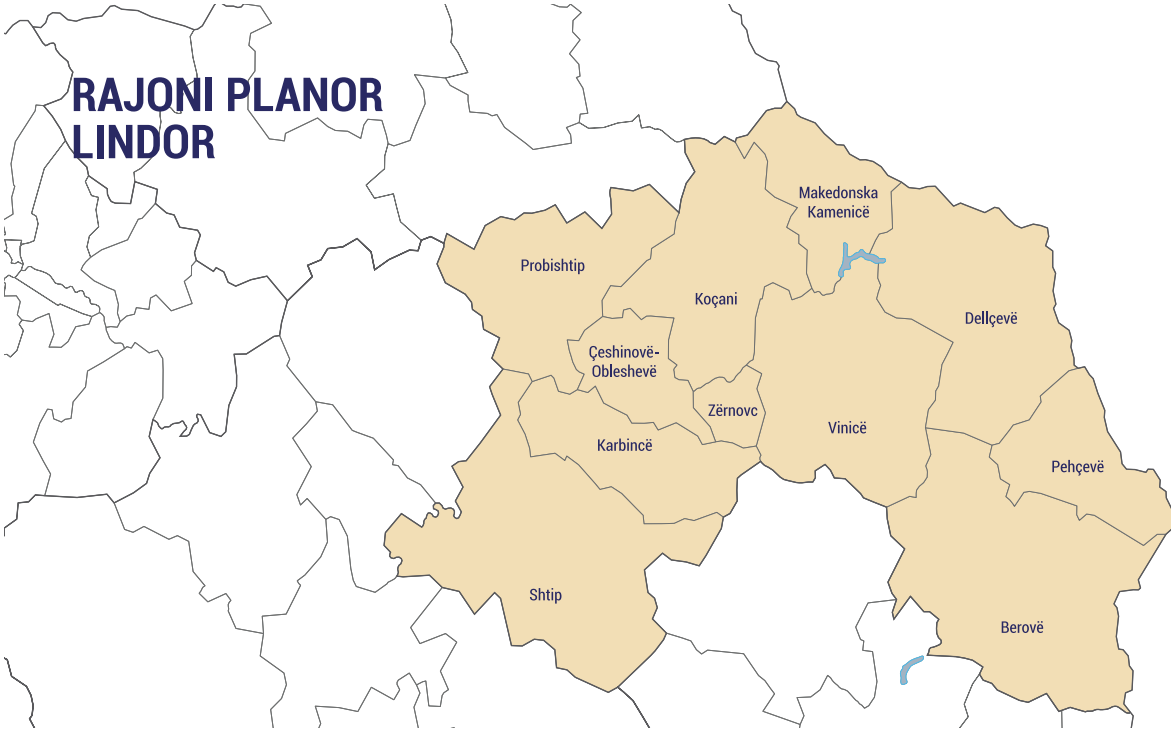 RAJONI PLANOR
LINDOR
Makedonska
Kamenicë
Probishtip
Koçani
Dellçevë
Çeshinovë-
Obleshevë
Zërnovc
Vinicë
Karbincë
Pehçevë
Shtip
Berovë